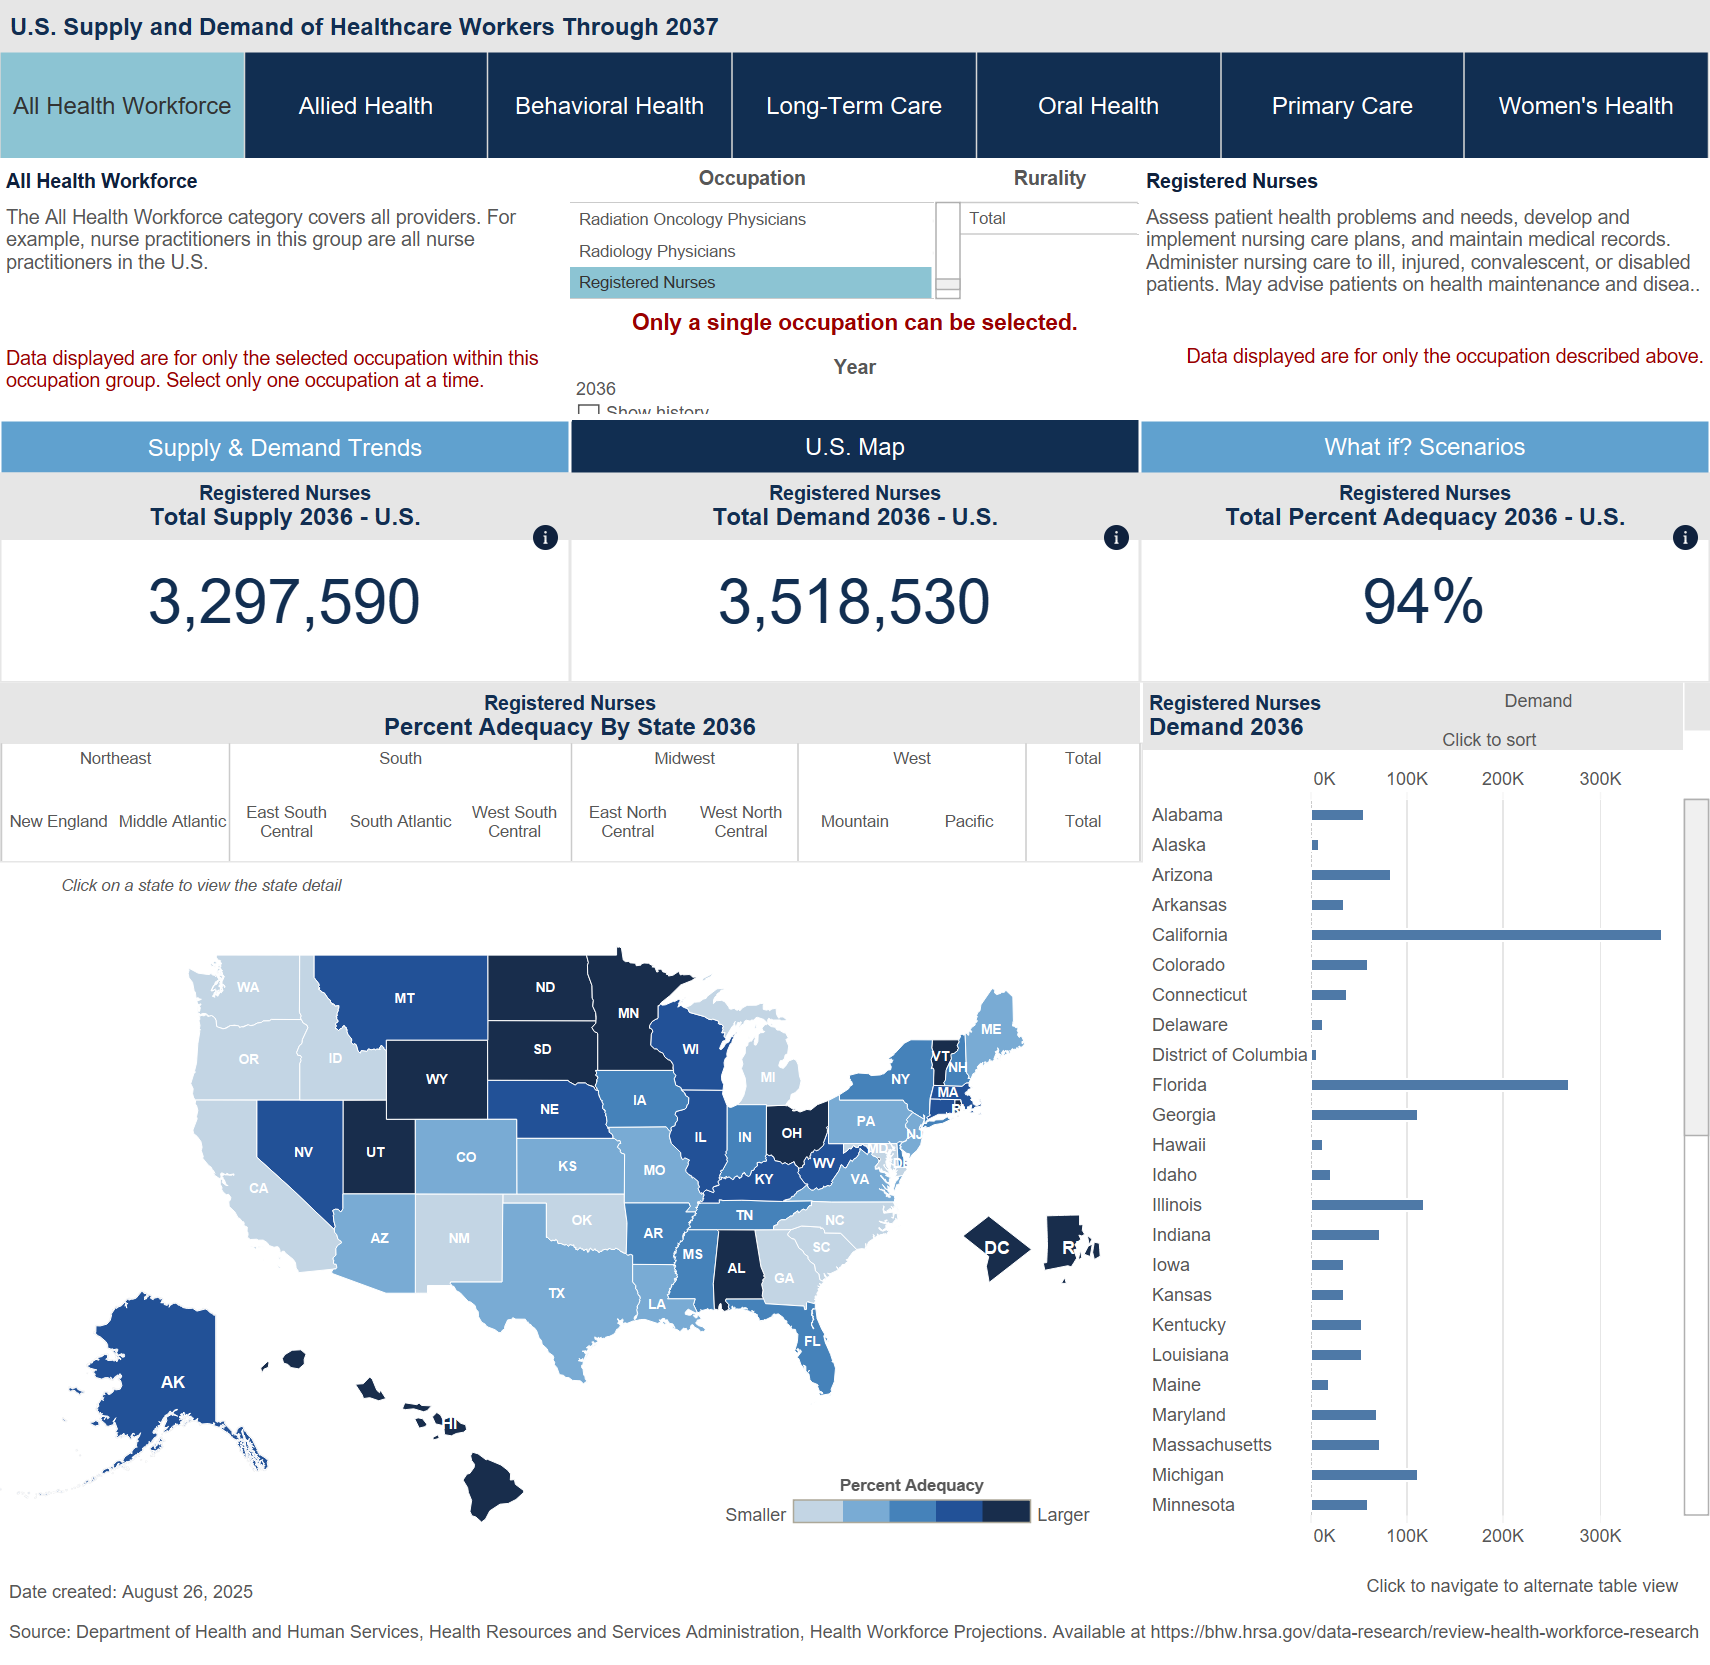 U.S. Supply and Demand of Healthcare Workers Through 2037
All Health Workforce
Allied Health
Behavioral Health
Long-Term Care
Oral Health
Primary Care
Women's Health
All Health Workforce
The All Health Workforce category covers all providers. For
example, nurse practitioners in this group are all nurse
practitioners in the U.S.
Data displayed are for only the selected occupation within this
occupation group. Select only one occupation at a time.
Occupation
Radiation Oncology Physicians
Radiology Physicians
Registered Nurses
Rurality
Total
Only a single occupation can be selected.
Year
2036
Show history
Registered Nurses
Assess patient health problems and needs, develop and
implement nursing care plans, and maintain medical records.
Administer nursing care to ill, injured, convalescent, or disabled
patients. May advise patients on health maintenance and disea..
Data displayed are for only the occupation described above.
Supply & Demand Trends
U.S. Map
What if? Scenarios
Registered Nurses
Total Supply 2036 - U.S.
3,297,590
Registered Nurses
Total Demand 2036 - U.S.
3,518,530
Registered Nurses
Total Percent Adequacy 2036 - U.S.
94%
Registered Nurses
Percent Adequacy By State 2036
Northeast
South
Midwest
West
Total
New England
Middle Atlantic
East South
Central
South Atlantic
West South
Central
East North
Central
West North
Central
Mountain
Pacific
Total
Click on a state to view the state detail
WA
MT
ND
MN
OR
ID
SD
WI
WY
MI
ME
VT
NH
NY
MA
NE
IA
PA
NJ
NV
UT
CO
KS
MO
IL
IN
OH
WV
MD
DE
VA
KY
CA
AZ
NM
OK
AR
TN
NC
SC
MS
AL
GA
TX
LA
FL
DC
AK
HI
Percent Adequacy
Smaller
Larger
Registered Nurses
Demand 2036
Demand
Click to sort
0K 100K 200K 300K
Alabama
Alaska
Arizona
Arkansas
California
Colorado
Connecticut
Delaware
District of Columbia
Florida
Georgia
Hawaii
Idaho
Illinois
Indiana
Iowa
Kansas
Kentucky
Louisiana
Maine
Maryland
Massachusetts
Michigan
Minnesota
0K 100K 200K 300K
Click to navigate to alternate table view
Date created: August 26, 2025
Source: Department of Health and Human Services, Health Resources and Services Administration, Health Workforce Projections. Available at https://bhw.hrsa.gov/data-research/review-health-workforce-research